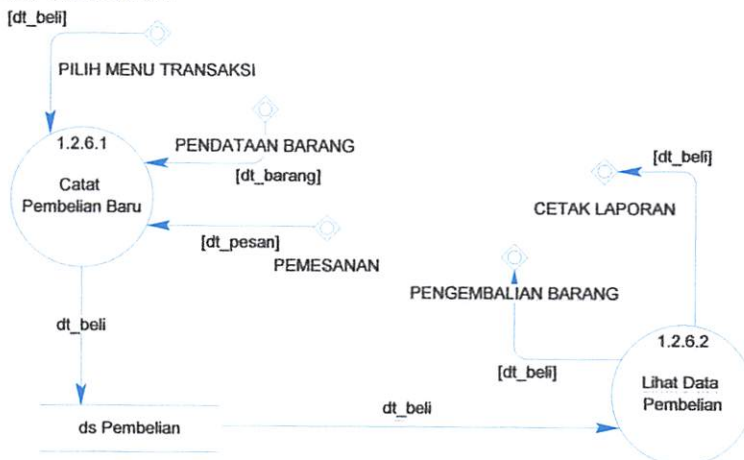 [dt_beli]
PILIH MENU TRANSAKSI
1.2.6.1
Catat
Pembelian Baru
PENDATAAN BARANG
[dt_barang]
[dt_pesan]
PEMESANAN
dt_beli
ds Pembelian
dt_beli
[dt_beli]
CETAK LAPORAN
PENGEMBALIAN BARANG
[dt_beli]
1.2.6.2
Lihat Data
Pembelian